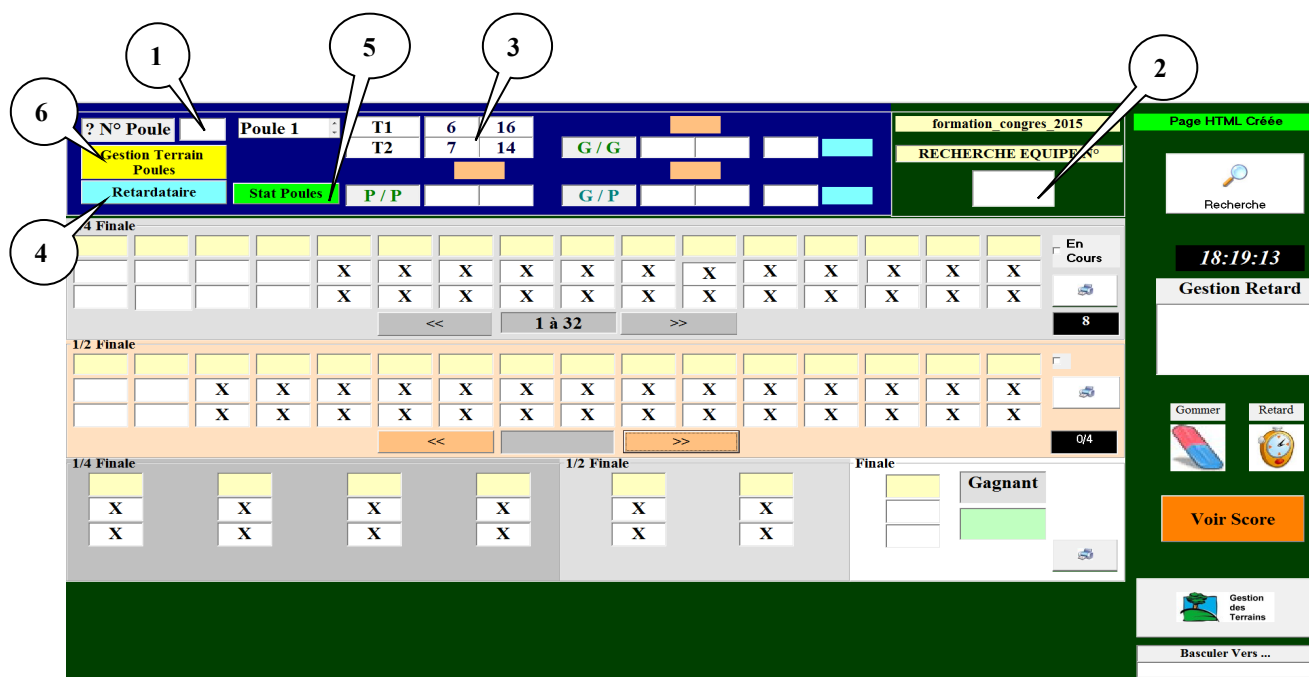 1
5
3
2
6
4
? N° Poule
Poule 1
T1 6 16
T2 7 14
G / G
Gestion Terrain
Poules
Retardataire
Stat Poules
P / P
G / P
formation_congres_2015
RECHERCHE EQUIPE N°
Page HTML Créée
Recherche
18:19:13
Gestion Retard
/4 Finale
En
Cours
X X X X X X X X X X X X
X X X X X X X X X X X X
<< 1 à 32 >>
8
1/2 Finale
X X X X X X X X X X X X X X
X X X X X X X X X X X X X X
<< >>
0/4
Gommer
Retard
1/4 Finale
X X X X
X X X X
1/2 Finale
X X
X X
Finale
Gagnant
Voir Score
Gestion
des
Terrains
Basculer Vers ...